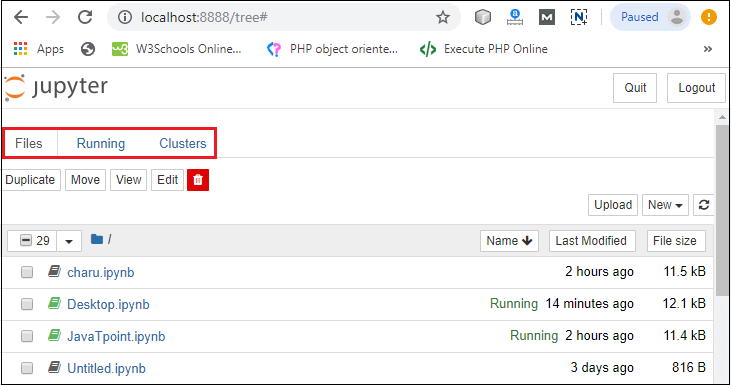 localhost:8888/tree#
Paused
Apps W3Schools Online... PHP object oriente... Execute PHP Online »
jupyter Quit Logout
Files Running Clusters
Duplicate Move View Edit
Upload New
29 / Name Last Modified File size
charu.ipynb 2 hours ago 11.5 kB
Desktop.ipynb Running 14 minutes ago 12.1 kB
JavaTpoint.ipynb Running 2 hours ago 11.4 kB
Untitled.ipynb 3 days ago 816 B